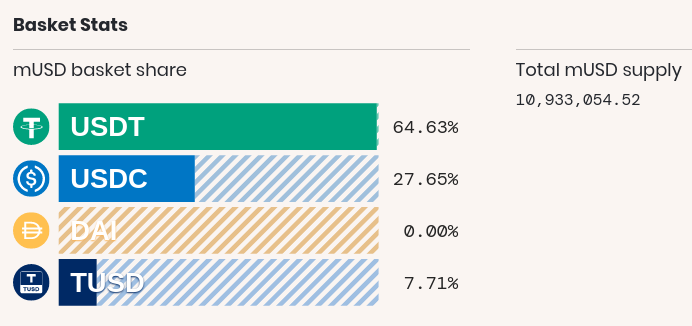 Basket Stats
mUSD basket share
USDT 64.63%
USDC 27.65%
DAI 0.00%
TUSD TUSD 7.71%
Total mUSD supply
10,933,054.52